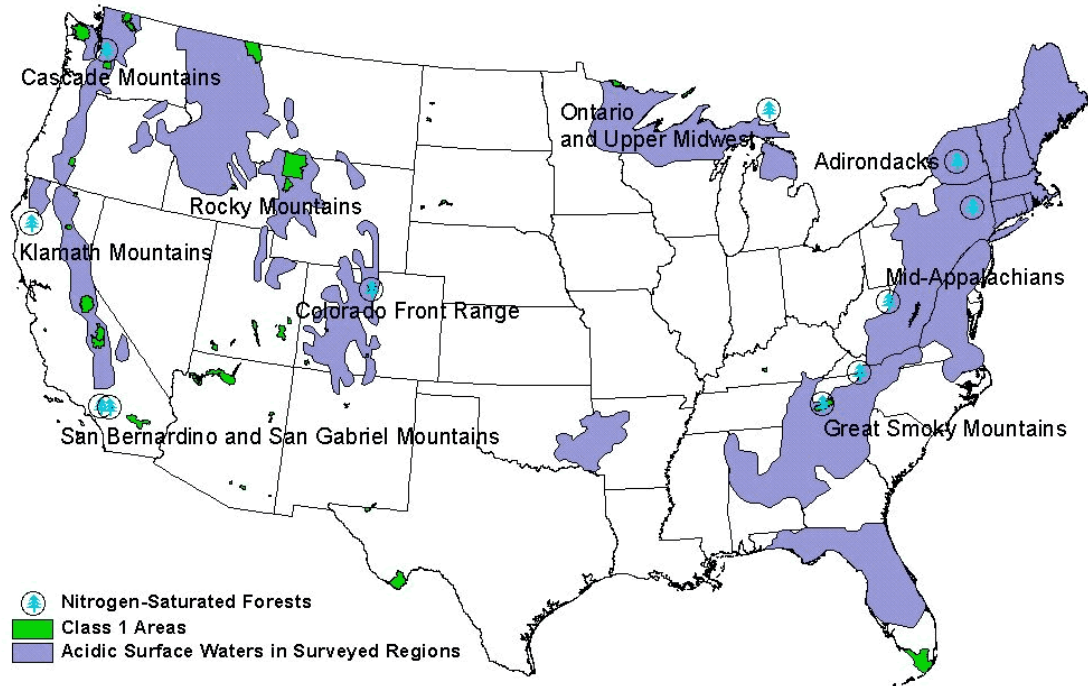 Cascade Mountains
Ontario
and Upper Midwest
Adirondacks
Rocky Mountains
Klamath Mountains
Mid-Appalachians
Colorado Front Range
San Bernardino and San Gabriel Mountains
Great Smoky Mountains
Nitrogen-Saturated Forests
Class 1 Areas
Acidic Surface Waters in Surveyed Regions